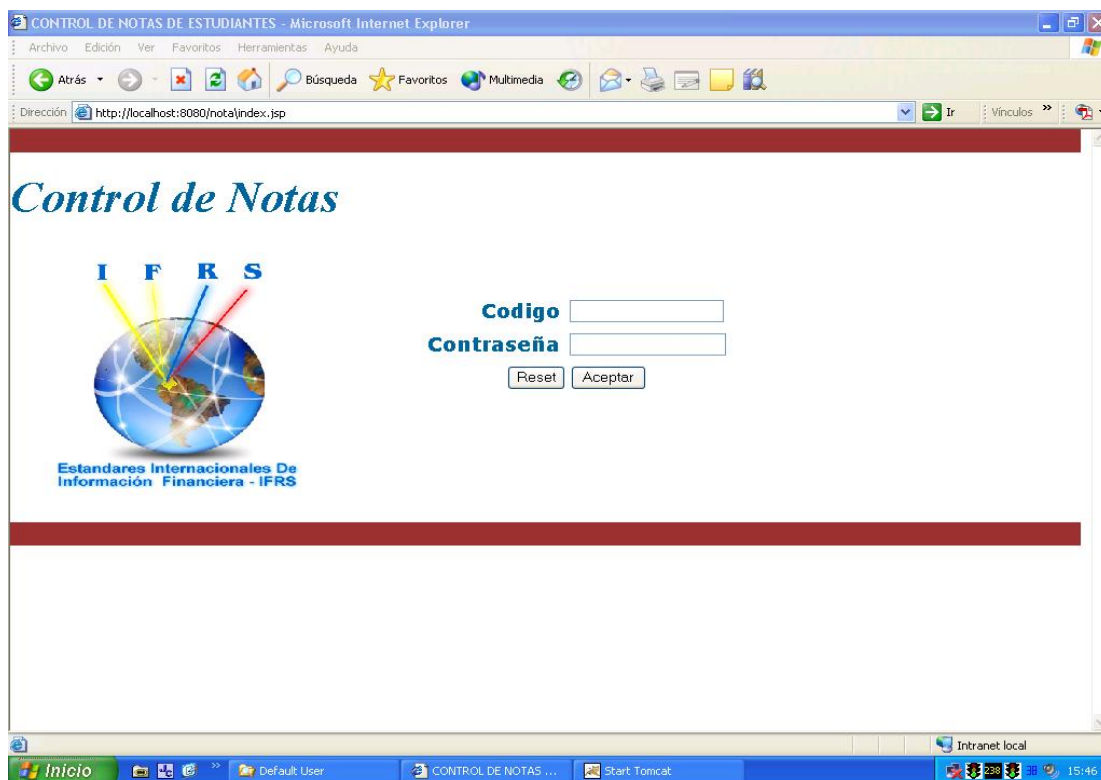 CONTROL DE NOTAS DE ESTUDIANTES - Microsoft Internet Explorer
Archivo Edición Ver Favoritos Herramientas Ayuda
Atrás Búsqueda Favoritos Multimedia
Dirección http://localhost:8080/nota\index.jsp Ir Vínculos »
Control de Notas
I F R S
Codigo
Contraseña
Reset Aceptar
Estandares Internacionales De
Información Financiera - IFRS
Intranet local
Inicio » Default User CONTROL DE NOTAS ... Start Tomcat 238 38 15:46